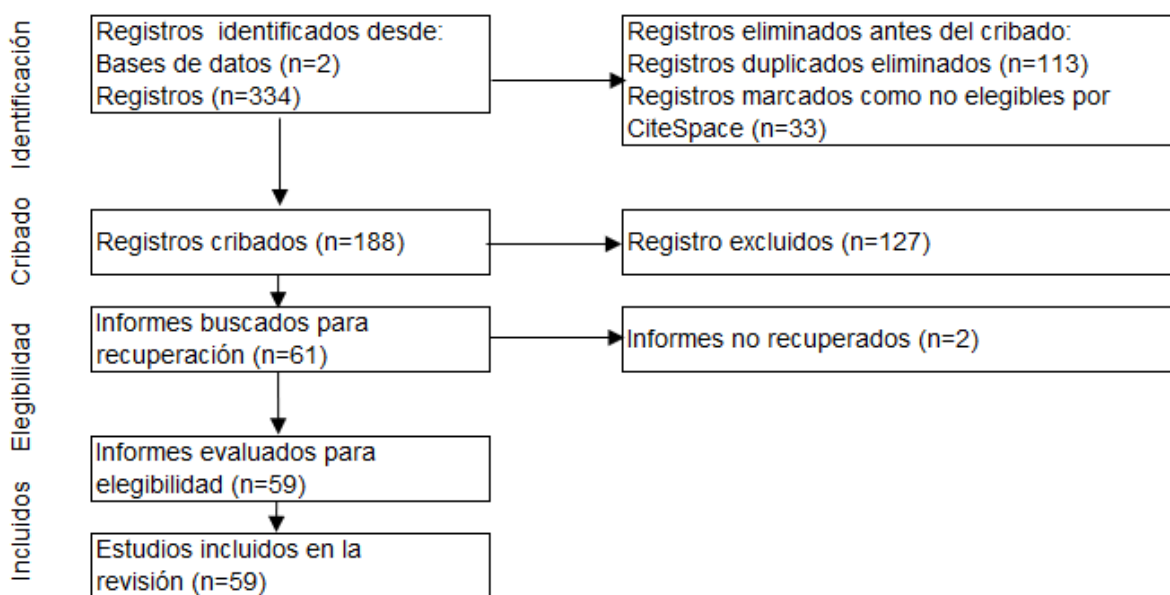 Identificación
Registros identificados desde:
Bases de datos (n=2)
Registros (n=334)
Registros eliminados antes del cribado:
Registros duplicados eliminados (n=113)
Registros marcados como no elegibles por
CiteSpace (n=33)
Cribado
Registros cribados (n=188)
Registro excluidos (n=127)
Elegibilidad
Informes buscados para
recuperación (n=61)
Informes no recuperados (n=2)
Informes evaluados para
elegibilidad (n=59)
Incluidos
Estudios incluidos en la
revisión (n=59)